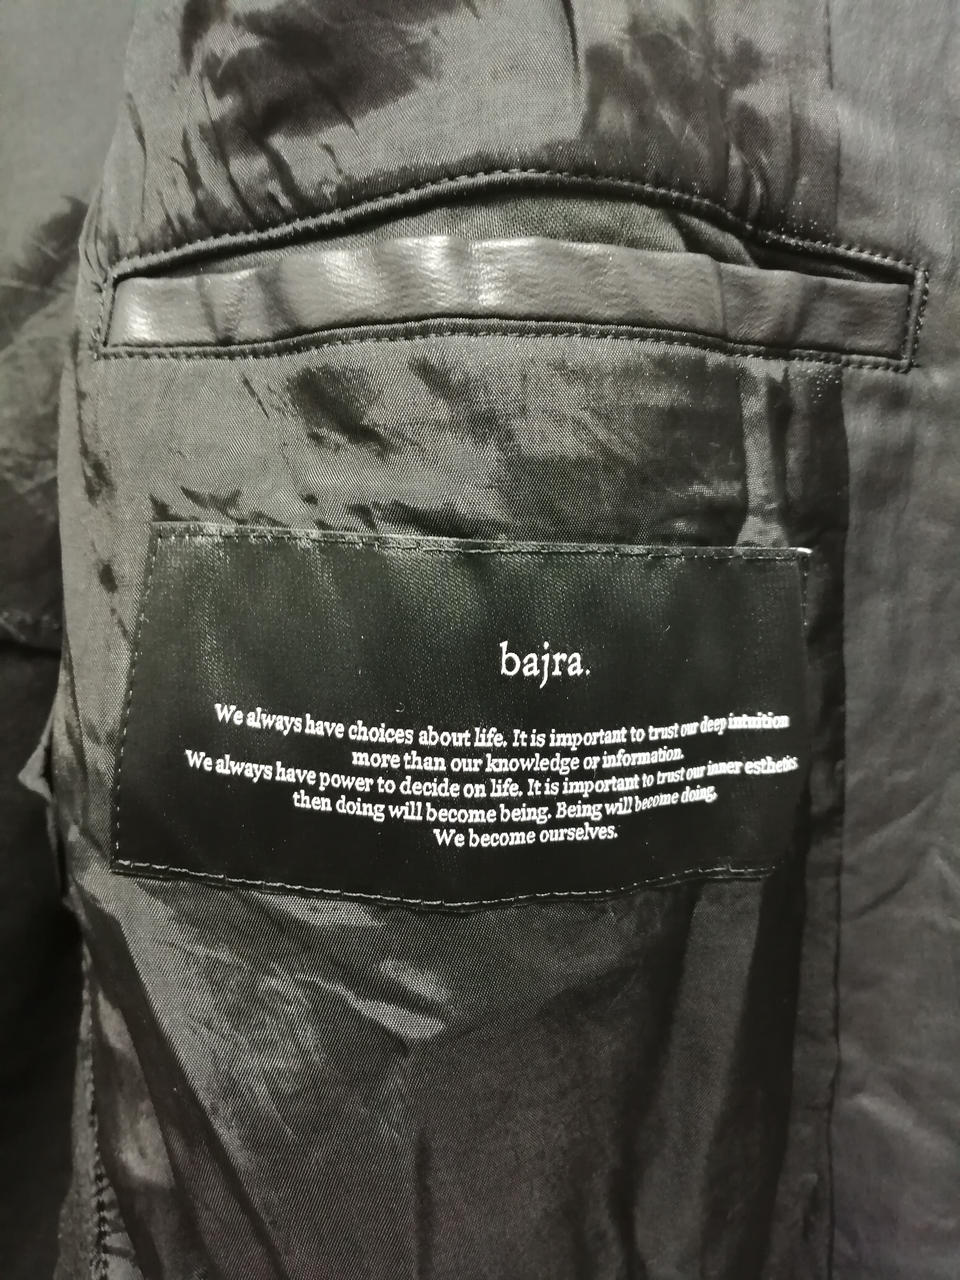 bajra.
We always have choices about life. It is important to trust our deep intuition
more than our knowledge or information.
We always have power to decide on life. It is important to trust our inner esthetics
then doing will become being. Being will become doing,
We become ourselves.